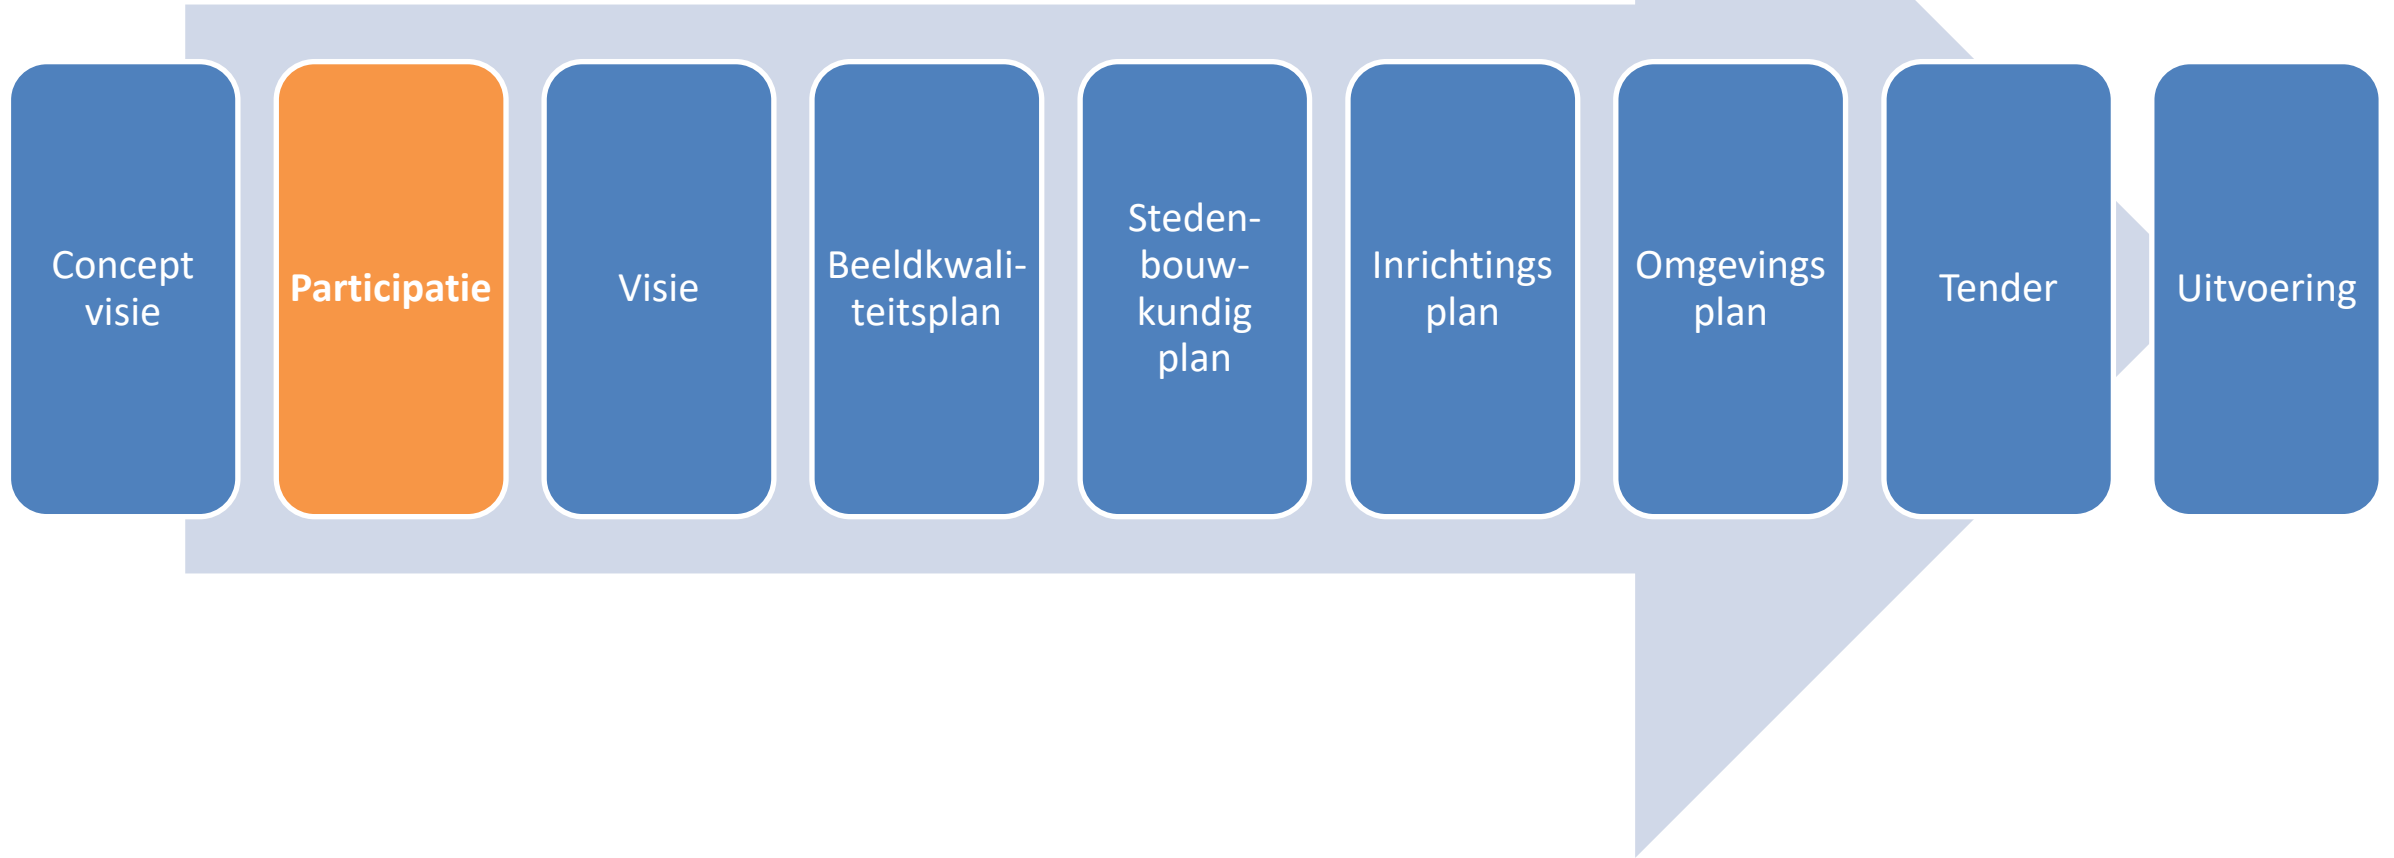 Concept
visie
Participatie
Visie
Beeldkwali-
teitsplan
Steden-
bouw-
kundig
plan
Inrichtings
plan
Omgevings
plan
Tender
Uitvoering